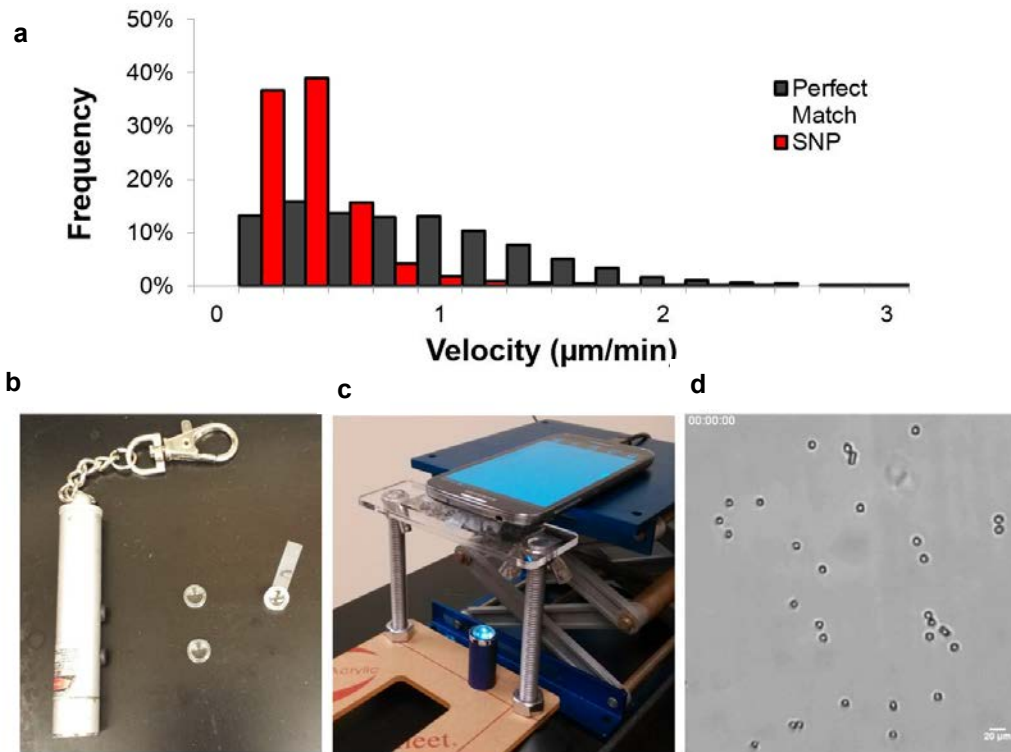 a
50%
40%
30%
20%
10%
0%
Frequency
Perfect
Match
SNP
0 1 2 3
Velocity (µm/min)
b
c
d
00:00:00
heet.
20 µm